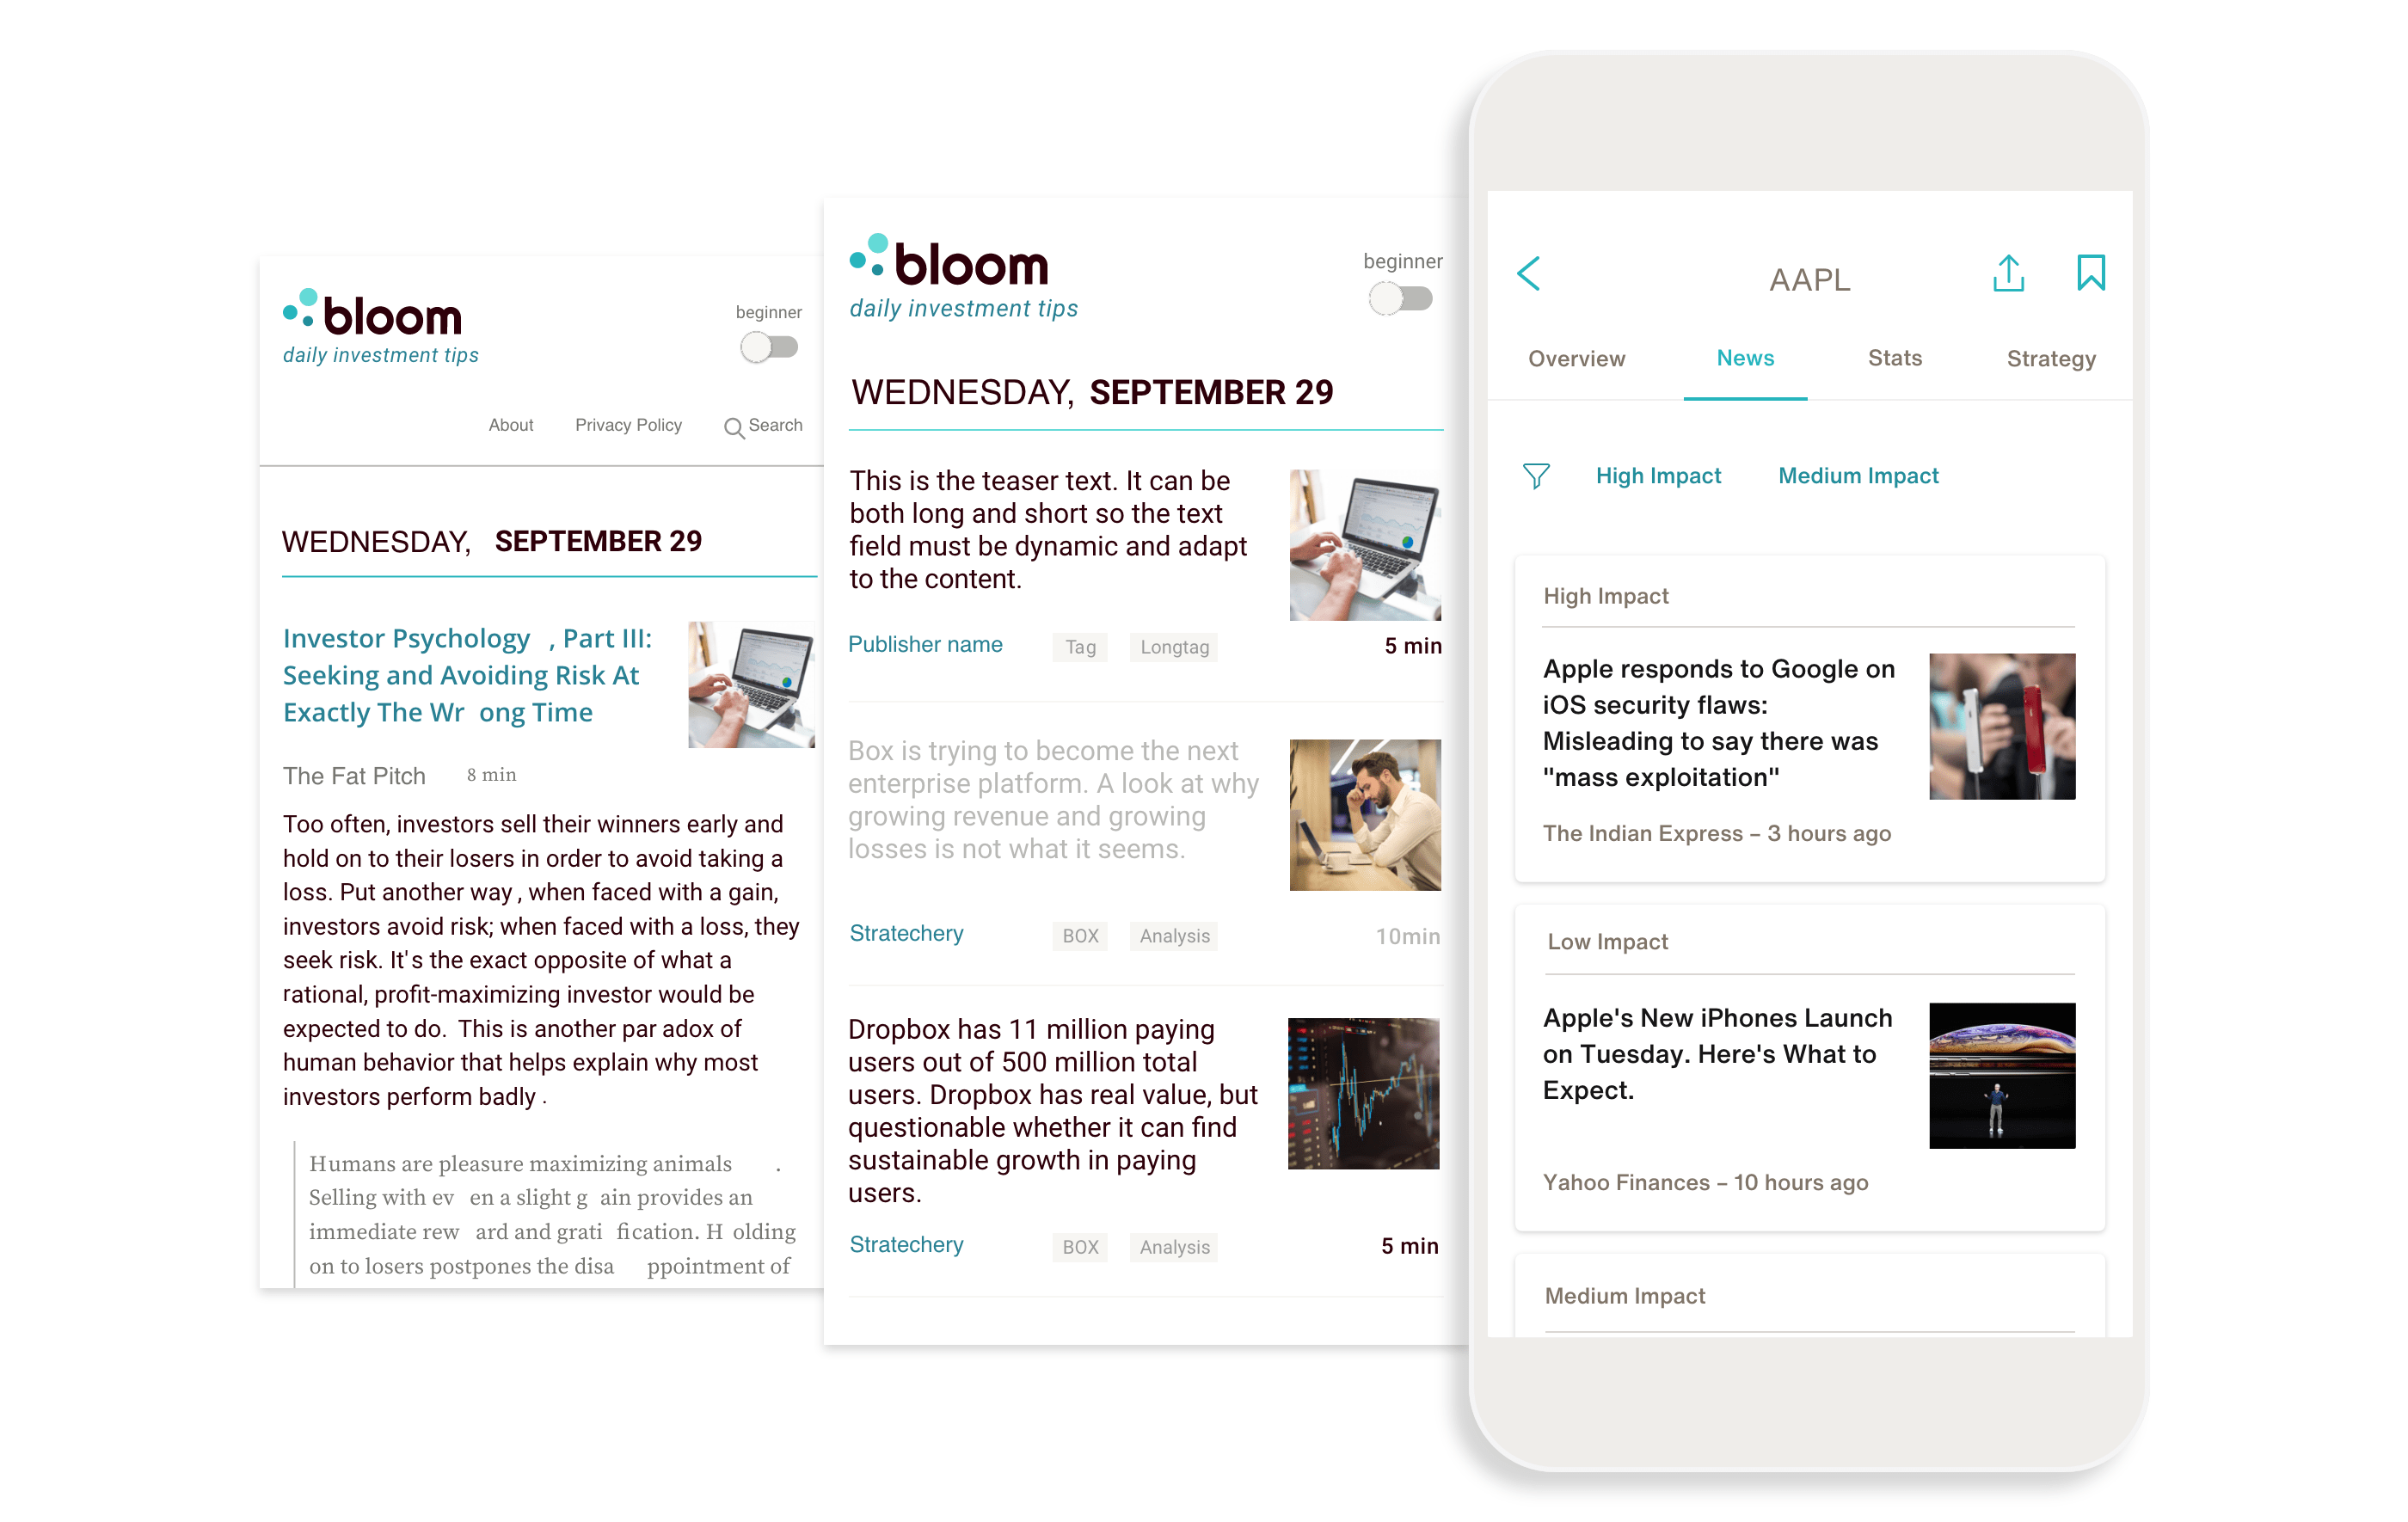 bloom
daily investment tips
beginner
About Privacy Policy Search
WEDNESDAY, SEPTEMBER 29
Investor Psychology , Part III:
Seeking and Avoiding Risk At
Exactly The Wr ong Time
The Fat Pitch 8 min
Too often, investors sell their winners early and
hold on to their losers in order to avoid taking a
loss. Put another way , when faced with a gain,
investors avoid risk; when faced with a loss, they
seek risk. It's the exact opposite of what a
rational, profit-maximizing investor would be
expected to do. This is another par adox of
human behavior that helps explain why most
investors perform badly .
Humans are pleasure maximizing animals .
Selling with ev en a slight g ain provides an
immediate rew ard and grati fication. H olding
on to losers postpones the disa ppointment of
bloom
daily investment tips
beginner
WEDNESDAY, SEPTEMBER 29
This is the teaser text. It can be
both long and short so the text
field must be dynamic and adapt
to the content.
Publisher name Tag Longtag 5 min
Box is trying to become the next
enterprise platform. A look at why
growing revenue and growing
losses is not what it seems.
Stratechery BOX Analysis 10min
Dropbox has 11 million paying
users out of 500 million total
users. Dropbox has real value, but
questionable whether it can find
sustainable growth in paying
users.
Stratechery BOX Analysis 5 min
AAPL
Overview News Stats Strategy
High Impact Medium Impact
High Impact
Apple responds to Google on
iOS security flaws:
Misleading to say there was
"mass exploitation"
The Indian Express – 3 hours ago
Low Impact
Apple's New iPhones Launch
on Tuesday. Here's What to
Expect.
Yahoo Finances – 10 hours ago
Medium Impact